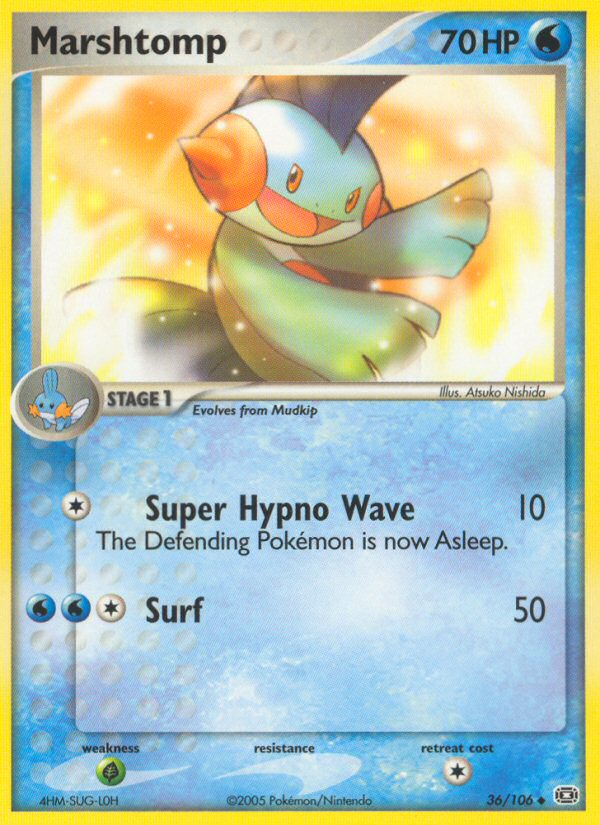 Marshtomp
70 HP
Illus. Atsuko Nishida
STAGE 1
Evolves from Mudkip
Super Hypno Wave 10
The Defending Pokémon is now Asleep.
Surf 50
weakness resistance retreat cost
4HM-SUG-L0H ©2005 Pokémon/Nintendo 36/106